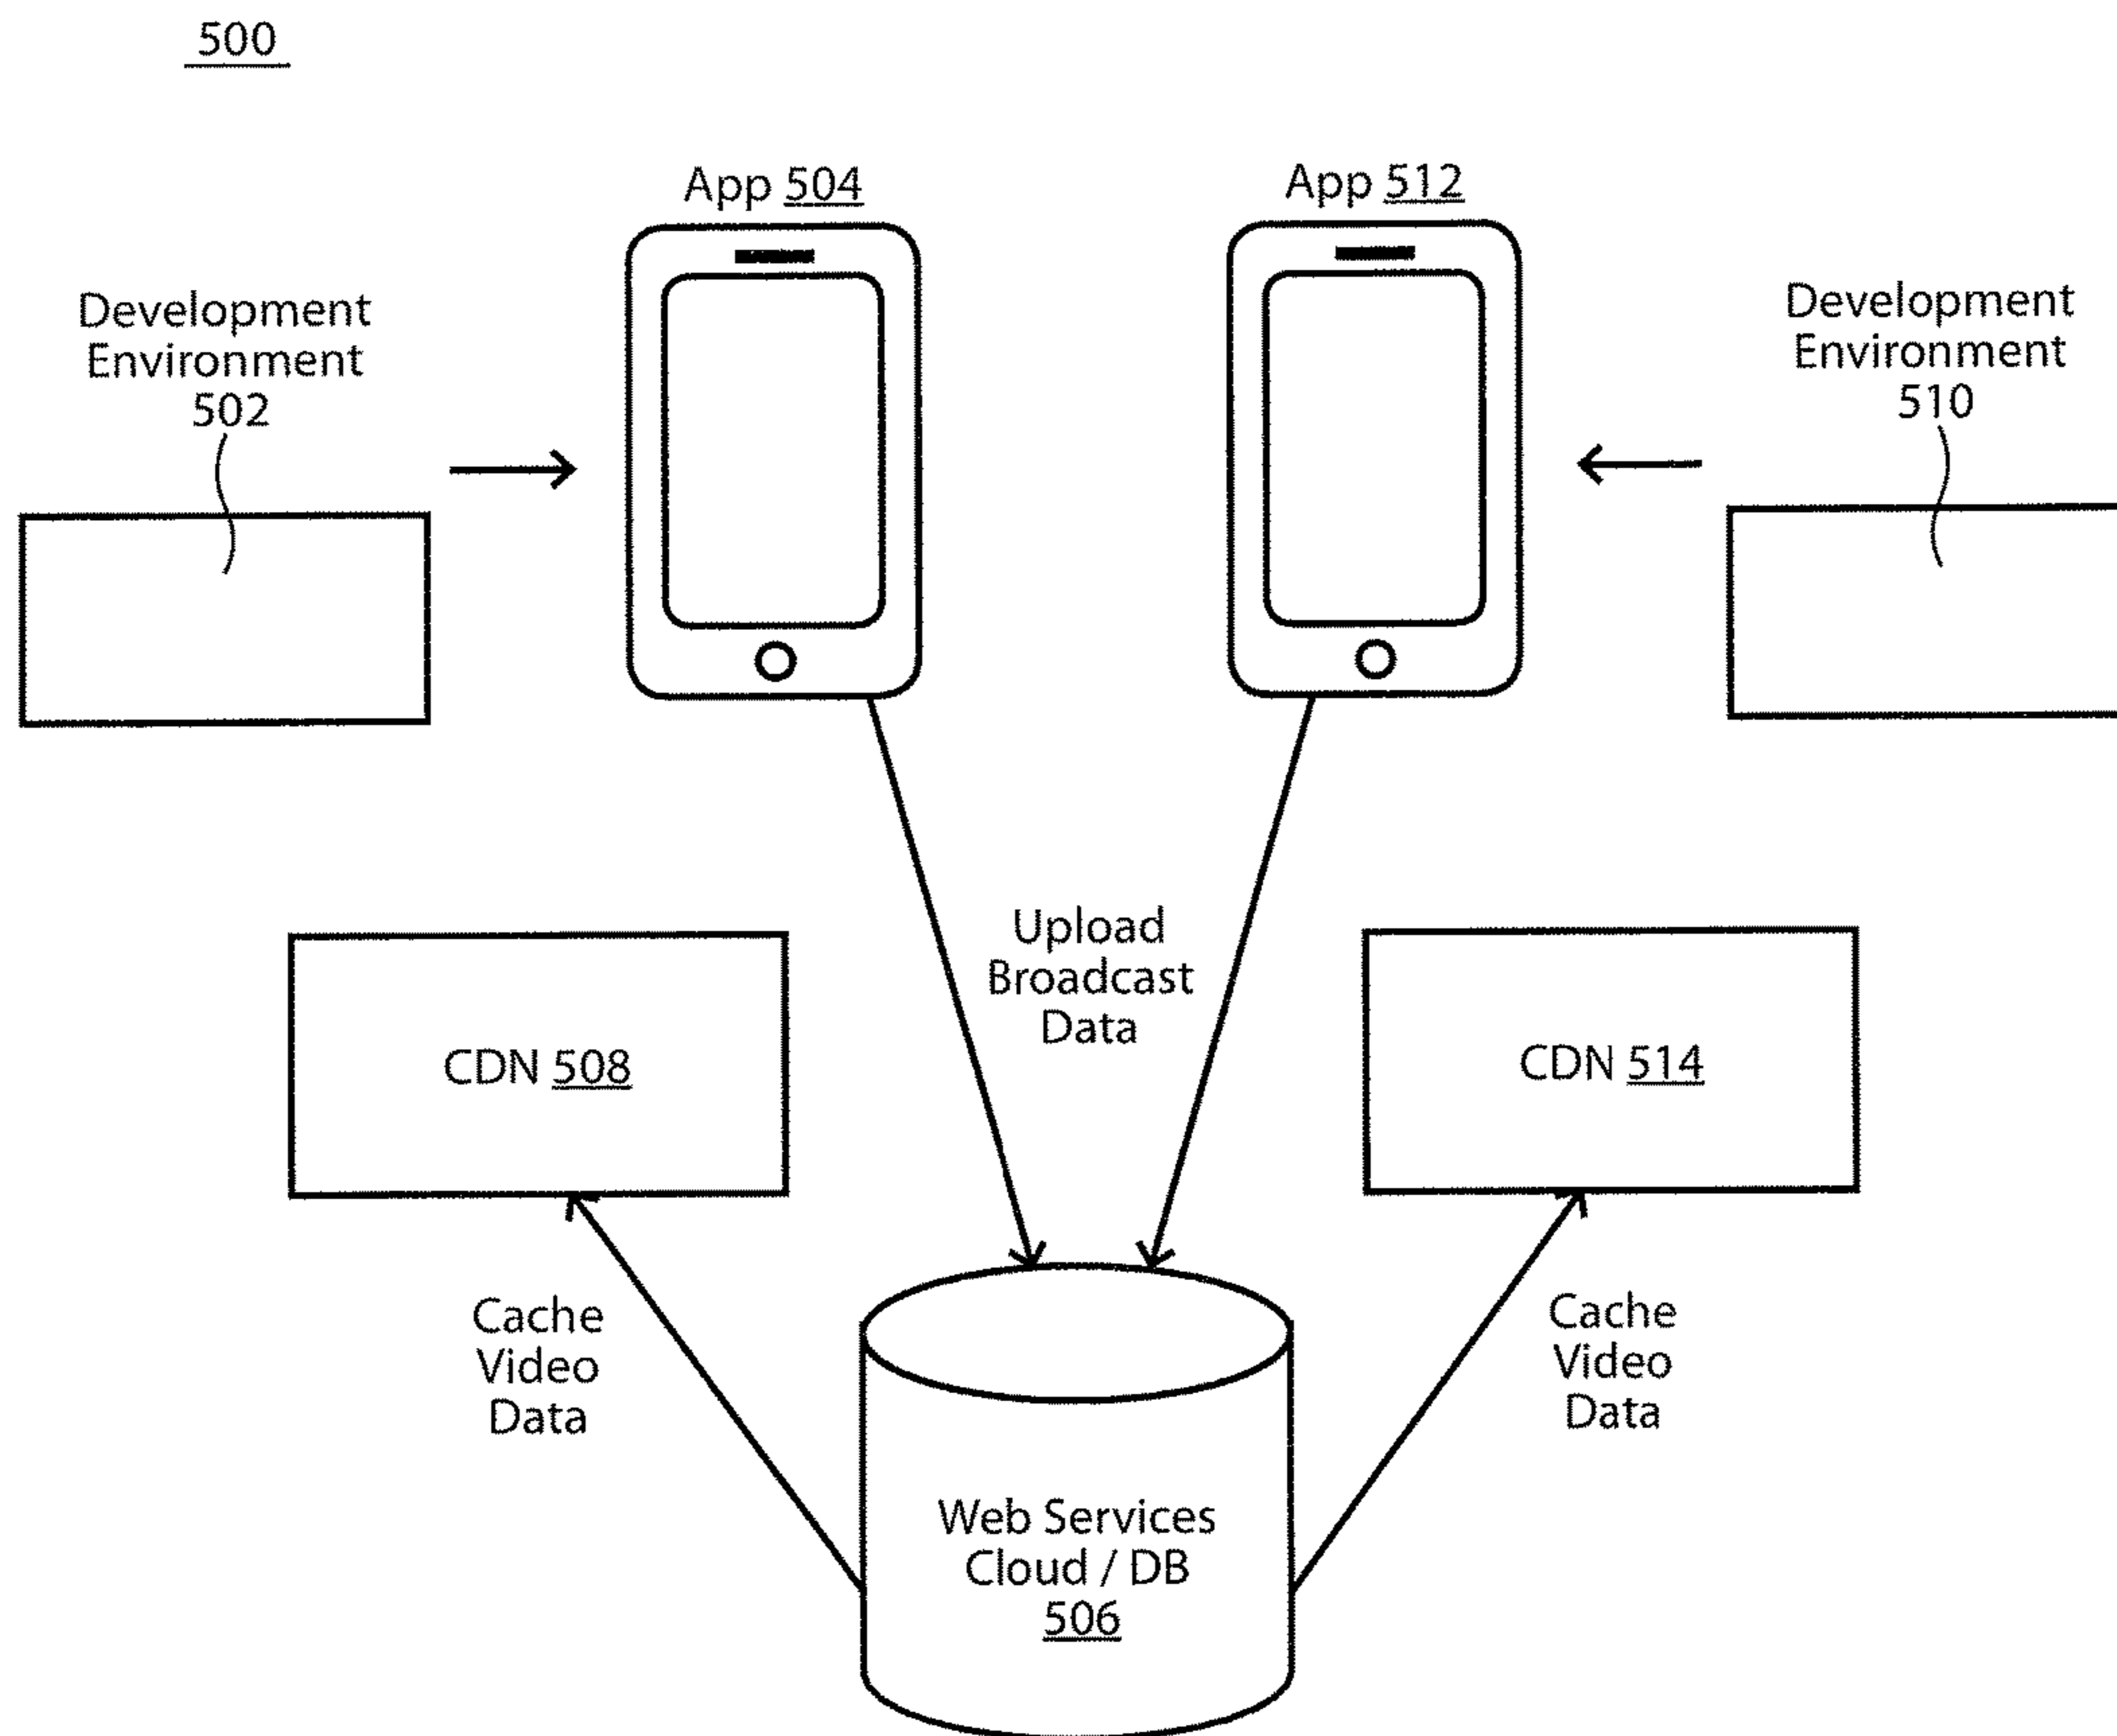 500
App 504
App 512
Development
Environment
502
Development
Environment
510
Upload
Broadcast
Data
CDN 508
CDN 514
Cache
Video
Data
Cache
Video
Data
Web Services
Cloud / DB
506